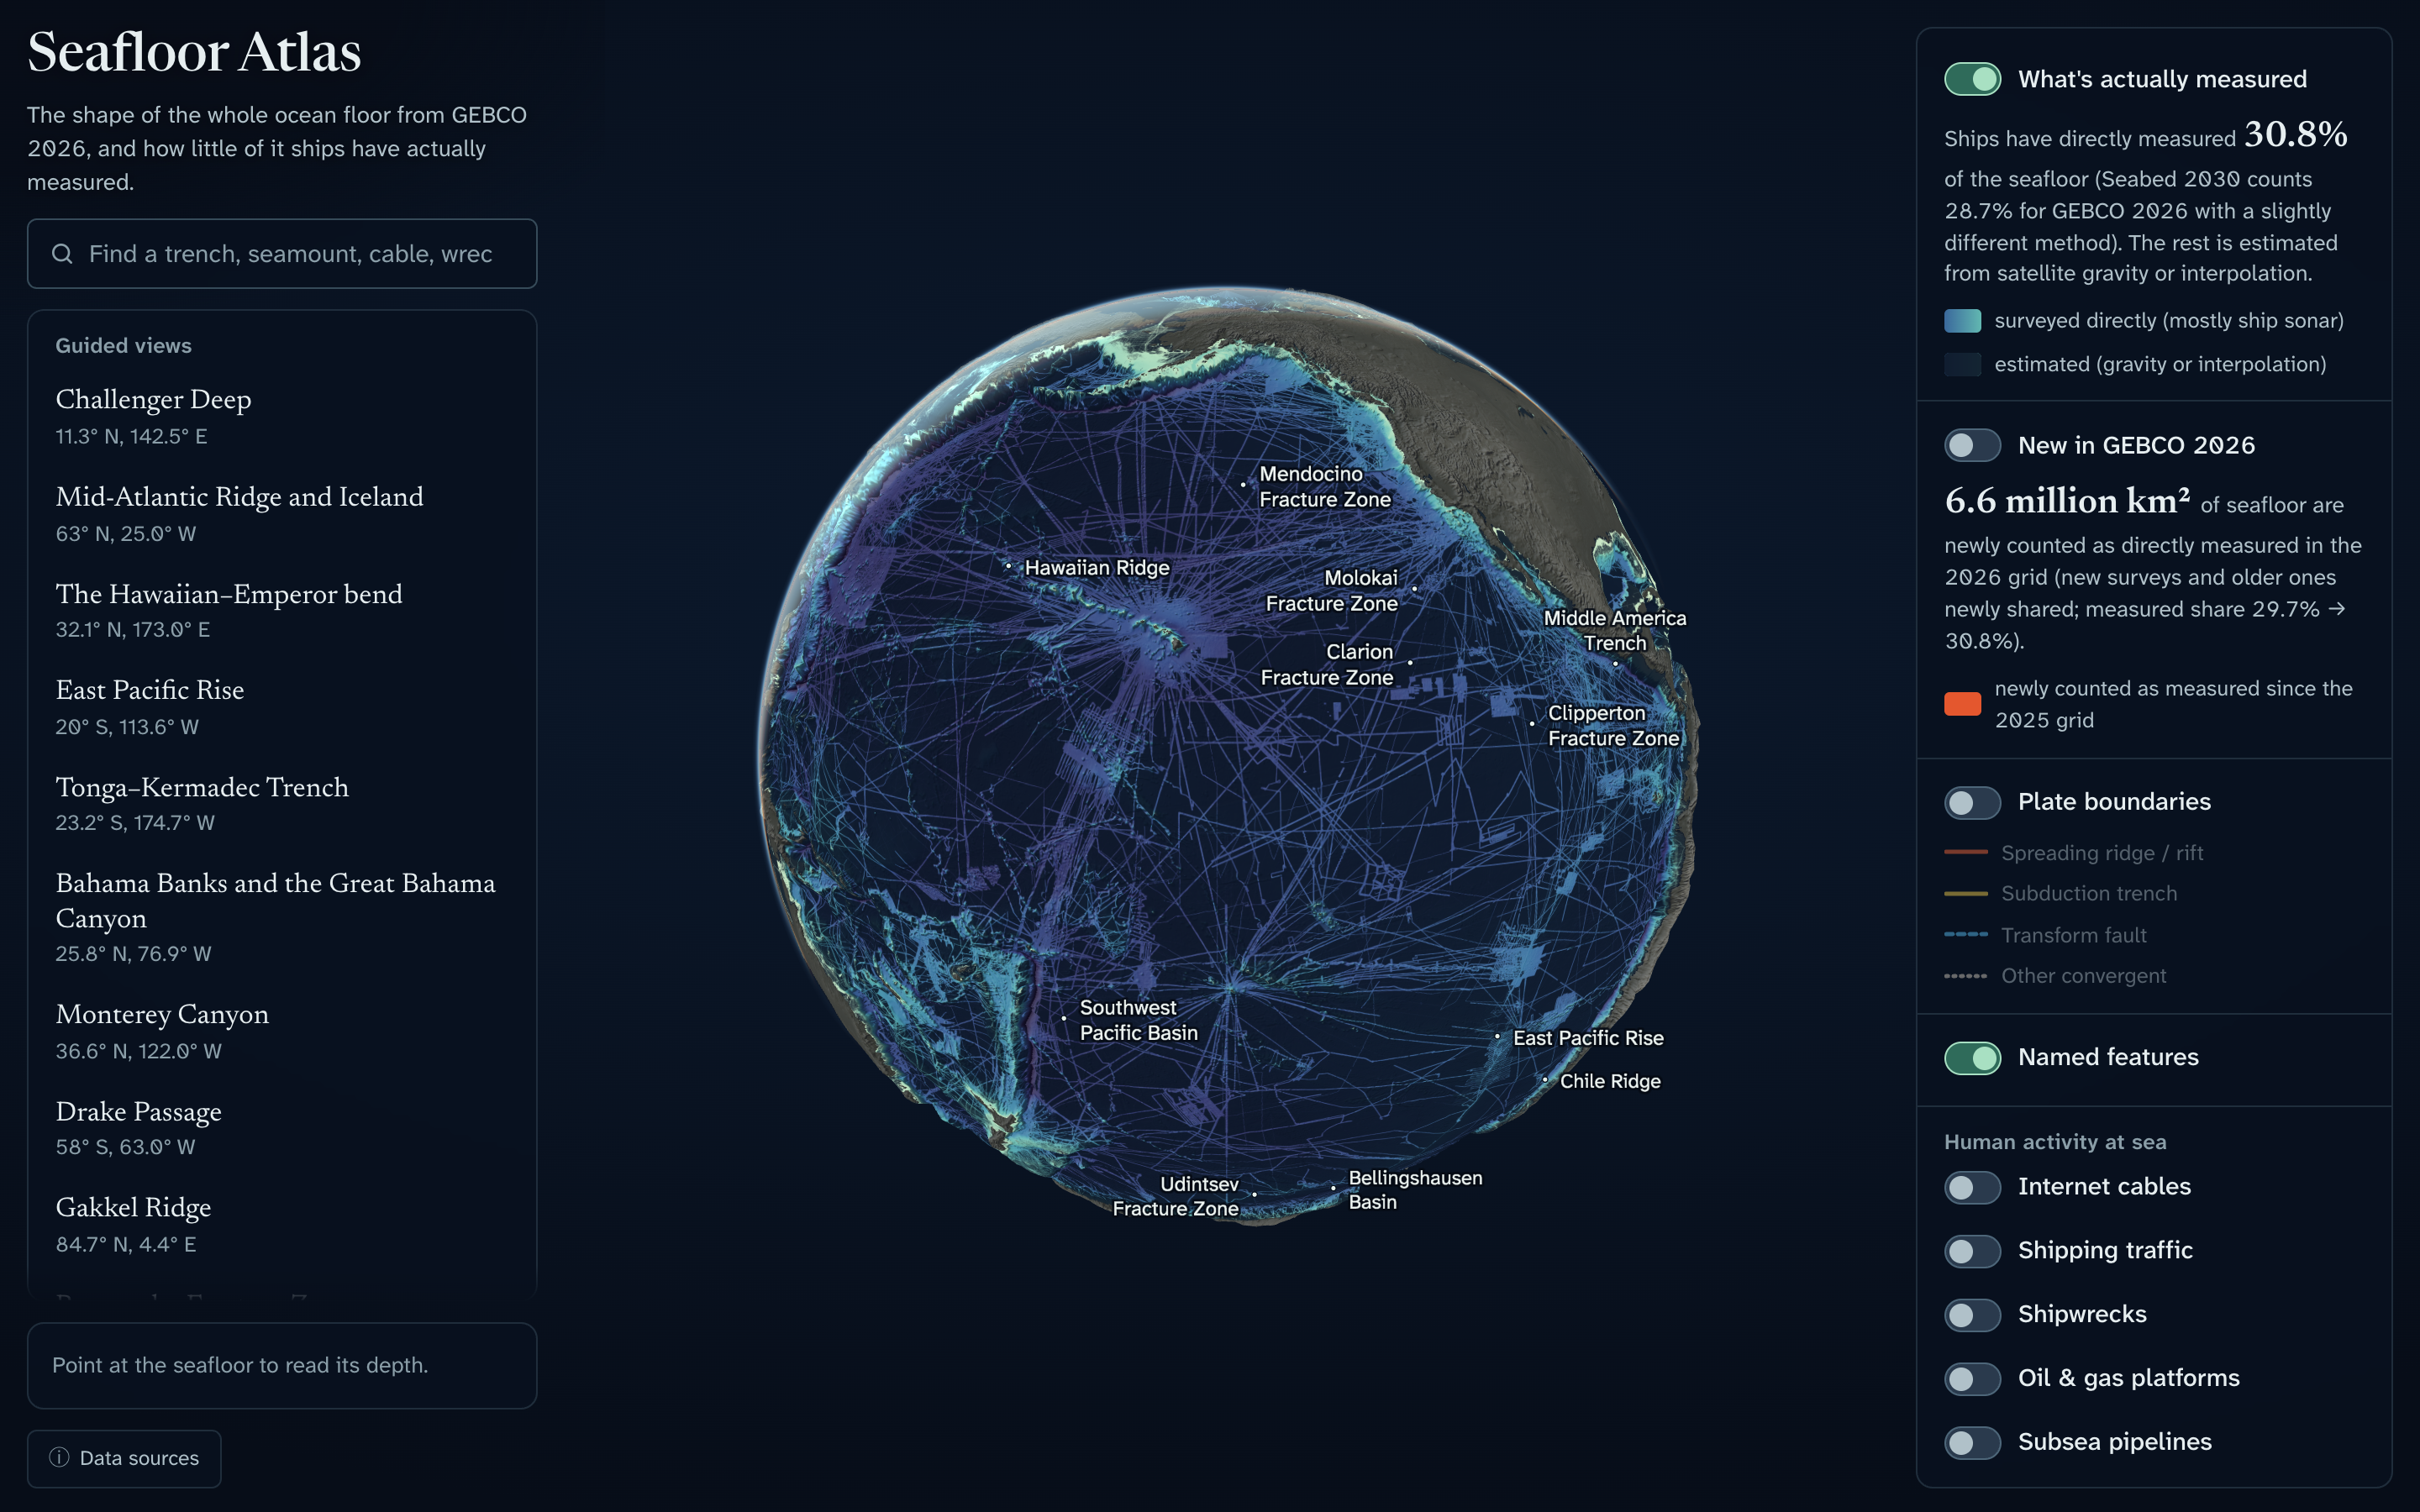 Seafloor Atlas
The shape of the whole ocean floor from GEBCO
2026, and how little of it ships have actually
measured.
Find a trench, seamount, cable, wrec
Guided views
Challenger Deep
11.3° N, 142.5° E
Mid-Atlantic Ridge and Iceland
63° N, 25.0° W
The Hawaiian–Emperor bend
32.1° N, 173.0° E
East Pacific Rise
20° S, 113.6° W
Tonga–Kermadec Trench
23.2° S, 174.7° W
Bahama Banks and the Great Bahama
Canyon
25.8° N, 76.9° W
Monterey Canyon
36.6° N, 122.0° W
Drake Passage
58° S, 63.0° W
Gakkel Ridge
84.7° N, 4.4° E
Point at the seafloor to read its depth.
Data sources
Mendocino
Fracture Zone
Hawaiian Ridge
Molokai
Fracture Zone
Middle America
Trench
Clarion
Fracture Zone
Clipperton
Fracture Zone
Southwest
Pacific Basin
East Pacific Rise
Chile Ridge
Udintsev
Fracture Zone
Bellingshausen
Basin
What's actually measured
Ships have directly measured 30.8%
of the seafloor (Seabed 2030 counts
28.7% for GEBCO 2026 with a slightly
different method). The rest is estimated
from satellite gravity or interpolation.
surveyed directly (mostly ship sonar)
estimated (gravity or interpolation)
New in GEBCO 2026
6.6 million km² of seafloor are
newly counted as directly measured in the
2026 grid (new surveys and older ones
newly shared; measured share 29.7% →
30.8%).
newly counted as measured since the
2025 grid
Plate boundaries
Spreading ridge / rift
Subduction trench
Transform fault
Other convergent
Named features
Human activity at sea
Internet cables
Shipping traffic
Shipwrecks
Oil & gas platforms
Subsea pipelines